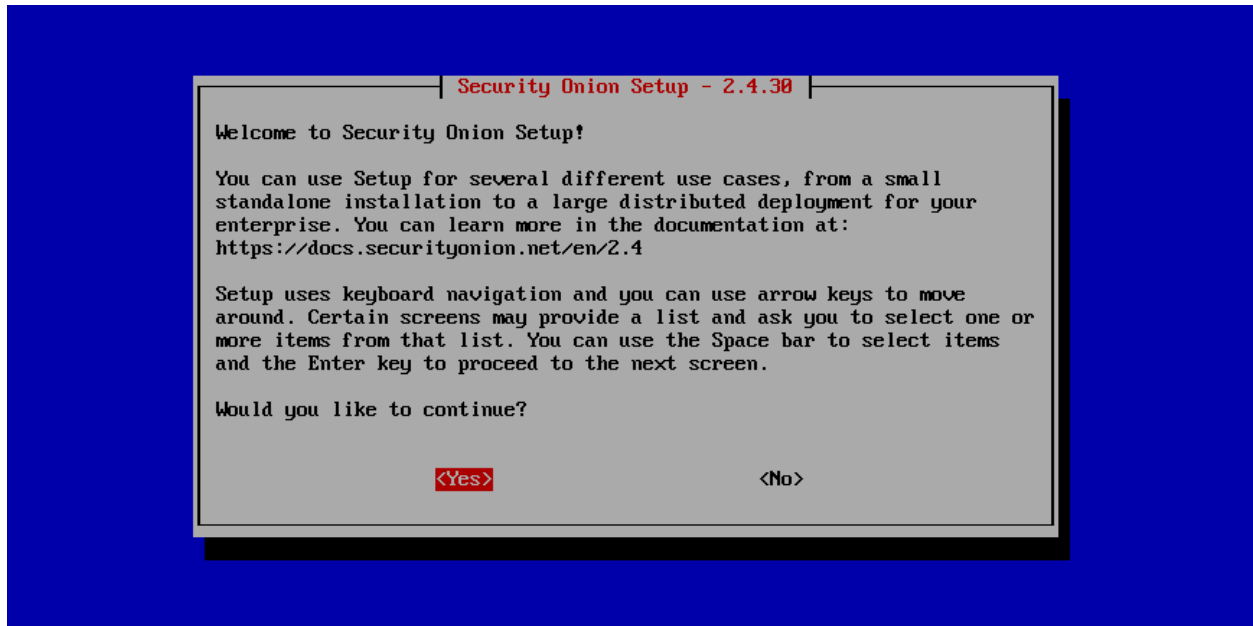 Security Onion Setup - 2.4.30
Welcome to Security Onion Setup!
You can use Setup for several different use cases, from a small
standalone installation to a large distributed deployment for your
enterprise. You can learn more in the documentation at:
https://docs.securityonion.net/en/2.4
Setup uses keyboard navigation and you can use arrow keys to move
around. Certain screens may provide a list and ask you to select one or
more items from that list. You can use the Space bar to select items
and the Enter key to proceed to the next screen.
Would you like to continue?
<Yes> <No>